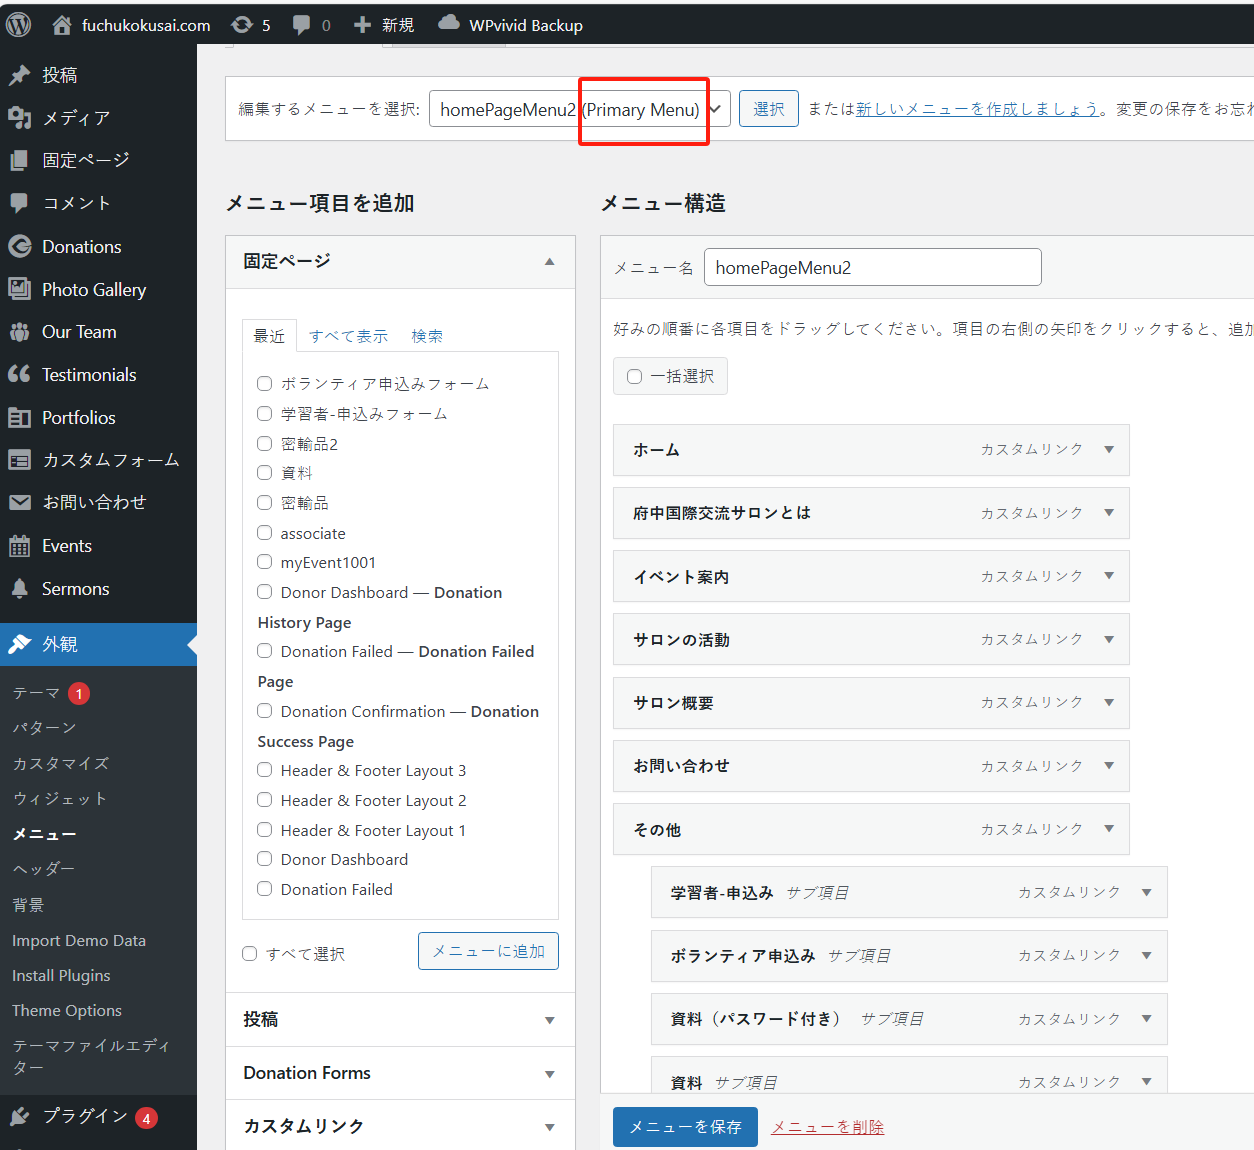 fuchukokusai.com 5 0 新規 WPvivid Backup
投稿
メディア
固定ページ
コメント
Donations
Photo Gallery
Our Team
Testimonials
Portfolios
カスタムフォーム
お問い合わせ
Events
Sermons
外観
テーマ 1
パターン
カスタマイズ
ウィジェット
メニュー
ヘッダー
背景
Import Demo Data
Install Plugins
Theme Options
テーマファイルエディ
ター
プラグイン 4
編集するメニューを選択: homePageMenu2 (Primary Menu) 選択 または新しいメニューを作成しましょう。変更の保存をお忘れ
メニュー項目を追加
固定ページ
最近 すべて表示 検索
ボランティア申込みフォーム
学習者-申込みフォーム
密輸品2
資料
密輸品
associate
myEvent1001
Donor Dashboard — Donation
History Page
Donation Failed — Donation Failed
Page
Donation Confirmation — Donation
Success Page
Header & Footer Layout 3
Header & Footer Layout 2
Header & Footer Layout 1
Donor Dashboard
Donation Failed
すべて選択 メニューに追加
投稿
Donation Forms
カスタムリンク
メニュー構造
メニュー名 homePageMenu2
好みの順番に各項目をドラッグしてください。項目の右側の矢印をクリックすると、追加
一括選択
ホーム カスタムリンク
府中国際交流サロンとは カスタムリンク
イベント案内 カスタムリンク
サロンの活動 カスタムリンク
サロン概要 カスタムリンク
お問い合わせ カスタムリンク
その他 カスタムリンク
学習者-申込み サブ項目 カスタムリンク
ボランティア申込み サブ項目 カスタムリンク
資料（パスワード付き） サブ項目 カスタムリンク
資料 サブ項目 カスタムリンク
メニューを保存 メニューを削除